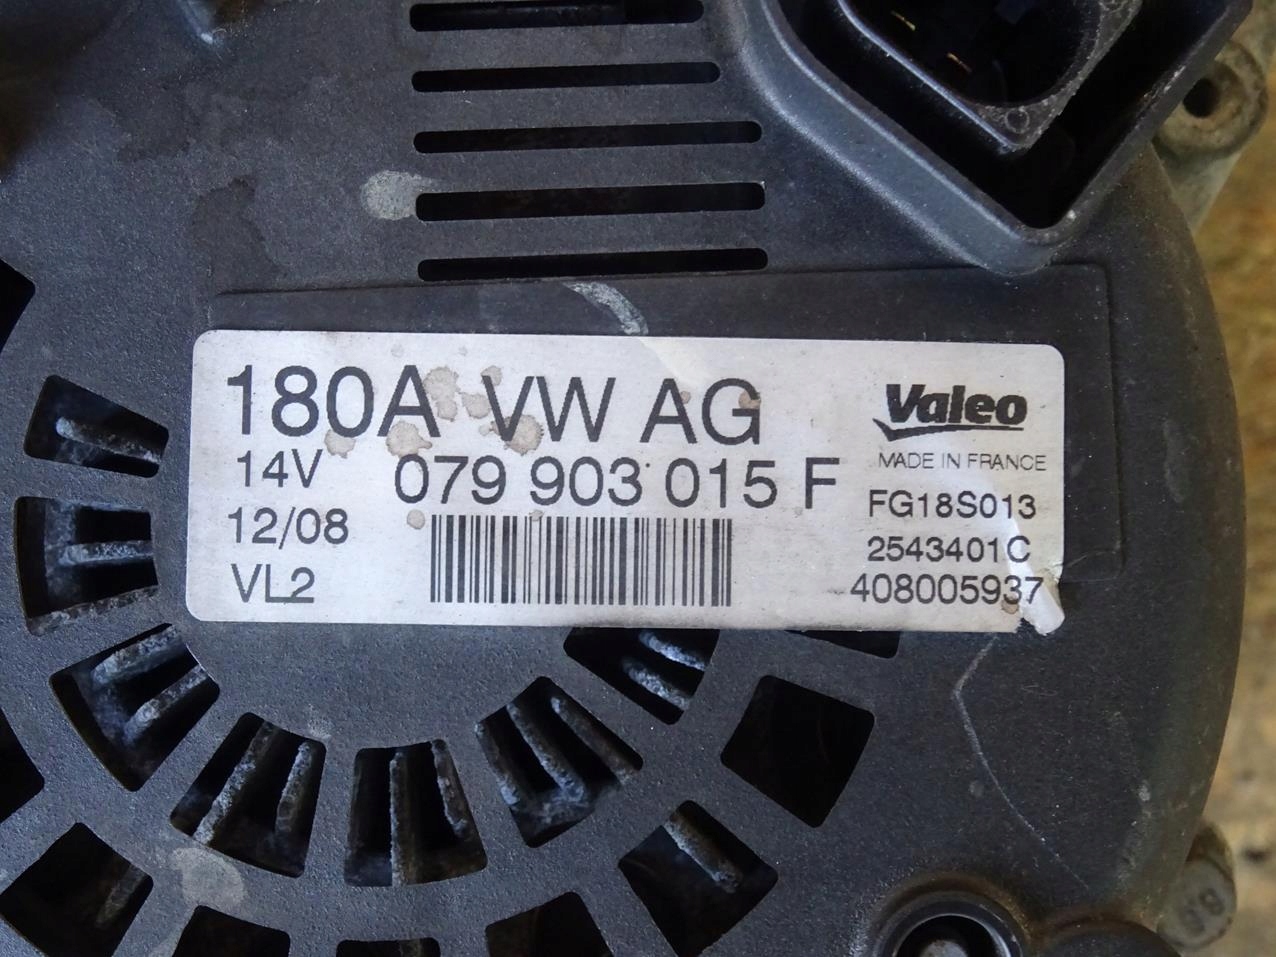 180A VW AG
14V 079 903 015 F
12/08
VL2
Valeo
MADE IN FRANCE
FG18S013
2543401C
408005937